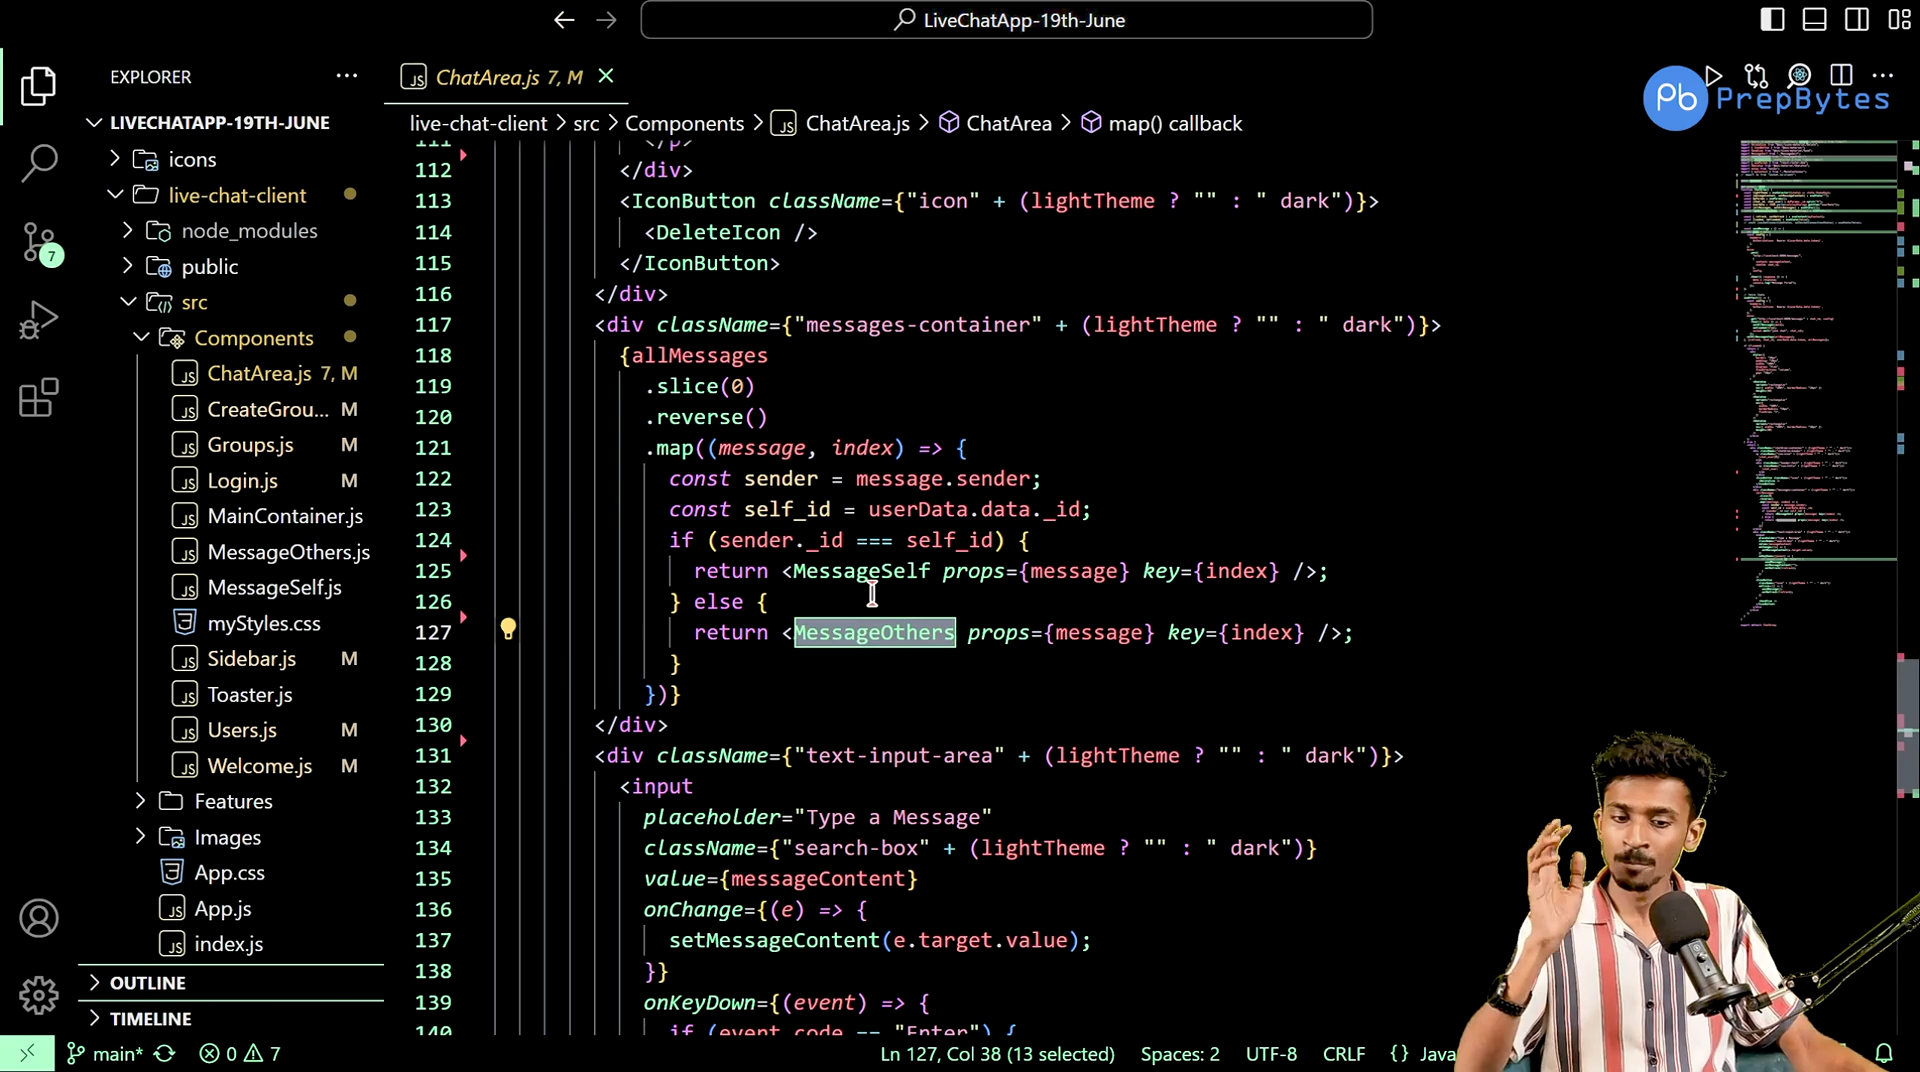 LiveChatApp-19th-June
EXPLORER
ChatArea.js 7, M
Pb PrepBytes
LIVECHATAPP-19TH-JUNE
live-chat-client > src > Components > JS ChatArea.js > ChatArea > map() callback
icons
live-chat-client
node_modules
public
src
Components
ChatArea.js 7, M
CreateGrou... M
Groups.js M
Login.js M
MainContainer.js
MessageOthers.js
MessageSelf.js
myStyles.css
Sidebar.js M
Toaster.js
Users.js M
Welcome.js M
Features
Images
App.css
App.js
index.js
OUTLINE
TIMELINE
7
111 </p>
112 </div>
113 <IconButton className={"icon" + (lightTheme ? "" : " dark")}>
114 <DeleteIcon />
115 </IconButton>
116 </div>
117 <div className={"messages-container" + (lightTheme ? "" : " dark")}>
118 {allMessages
119 .slice(0)
120 .reverse()
121 .map((message, index) => {
122 const sender = message.sender;
123 const self_id = userData.data._id;
124 if (sender._id === self_id) {
125 return <MessageSelf props={message} key={index} />;
126 } else {
127 return <MessageOthers props={message} key={index} />;
128 }
129 })}
130 </div>
131 <div className={"text-input-area" + (lightTheme ? "" : " dark")}>
132 <input
133 placeholder="Type a Message"
134 className={"search-box" + (lightTheme ? "" : " dark")}
135 value={messageContent}
136 onChange={(e) => {
137 setMessageContent(e.target.value);
138 }}
139 onKeyDown={(event) => {
140 if (event.code == "Enter") {
main* 0 7
Ln 127, Col 38 (13 selected) Spaces: 2 UTF-8 CRLF {} Java